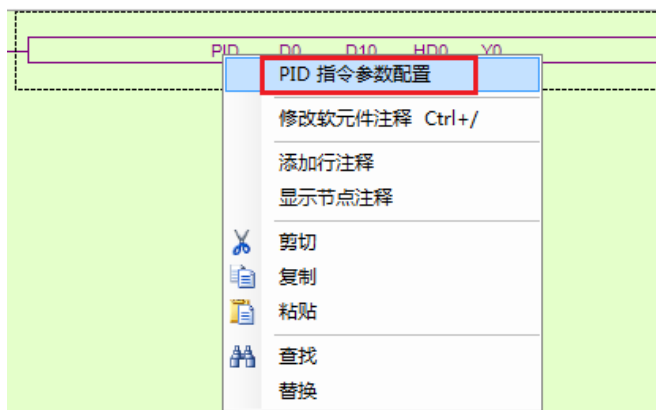 PID D0 D10 HD0 Y0
PID 指令参数配置
修改软元件注释 Ctrl+/
添加行注释
显示节点注释
剪切
复制
粘贴
查找
替换